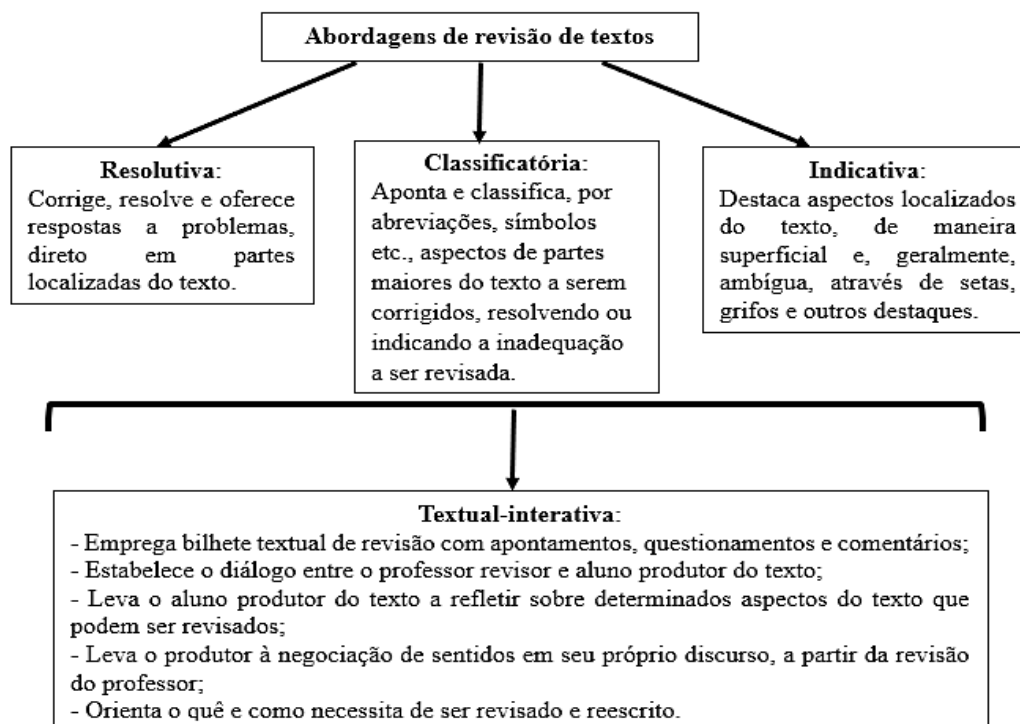 Abordagens de revisão de textos
Resolutiva:
Corrige, resolve e oferece
respostas a problemas,
direto em partes
localizadas do texto.
Classificatória:
Aponta e classifica, por
abreviações, símbolos
etc., aspectos de partes
maiores do texto a serem
corrigidos, resolvendo ou
indicando a inadequação
a ser revisada.
Indicativa:
Destaca aspectos localizados
do texto, de maneira
superficial e, geralmente,
ambígua, através de setas,
grifos e outros destaques.
Textual-interativa:
- Emprega bilhete textual de revisão com apontamentos, questionamentos e comentários;
- Estabelece o diálogo entre o professor revisor e aluno produtor do texto;
- Leva o aluno produtor do texto a refletir sobre determinados aspectos do texto que
podem ser revisados;
- Leva o produtor à negociação de sentidos em seu próprio discurso, a partir da revisão
do professor;
- Orienta o quê e como necessita de ser revisado e reescrito.